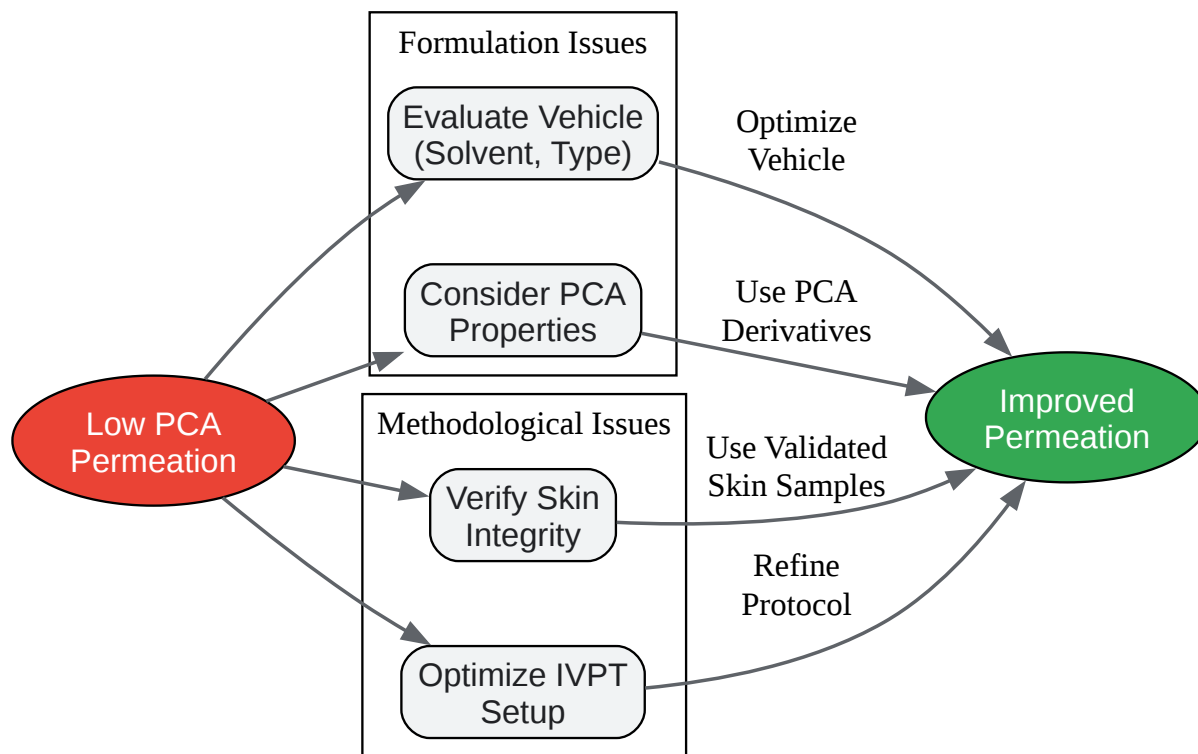 Formulation Issues
Evaluate Vehicle
(Solvent, Type)
Optimize
Vehicle
Consider PCA
Properties
Use PCA
Derivatives
Low PCA
Permeation
Improved
Permeation
Methodological Issues
Verify Skin
Integrity
Use Validated
Skin Samples
Optimize IVPT
Setup
Refine
Protocol